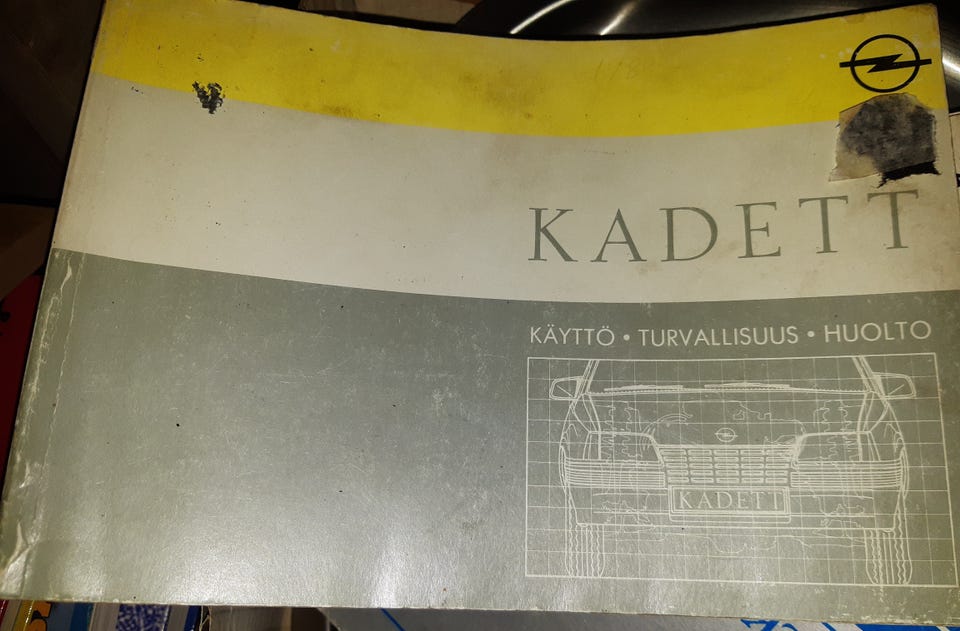 KADETT
KÄYTTÖ • TURVALLISUUS • HUOLTO
KADETT